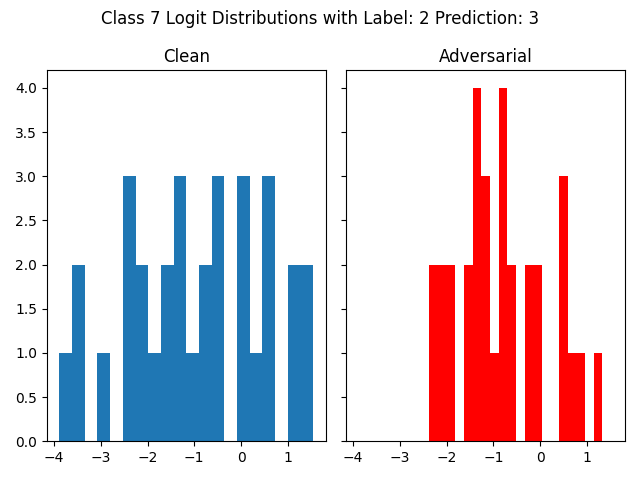 Class 7 Logit Distributions with Label: 2 Prediction: 3
Clean
Adversarial
4.0
3.5
3.0
2.5
2.0
1.5
1.0
0.5
0.0
−4 −3 −2 −1 0 1
−4 −3 −2 −1 0 1